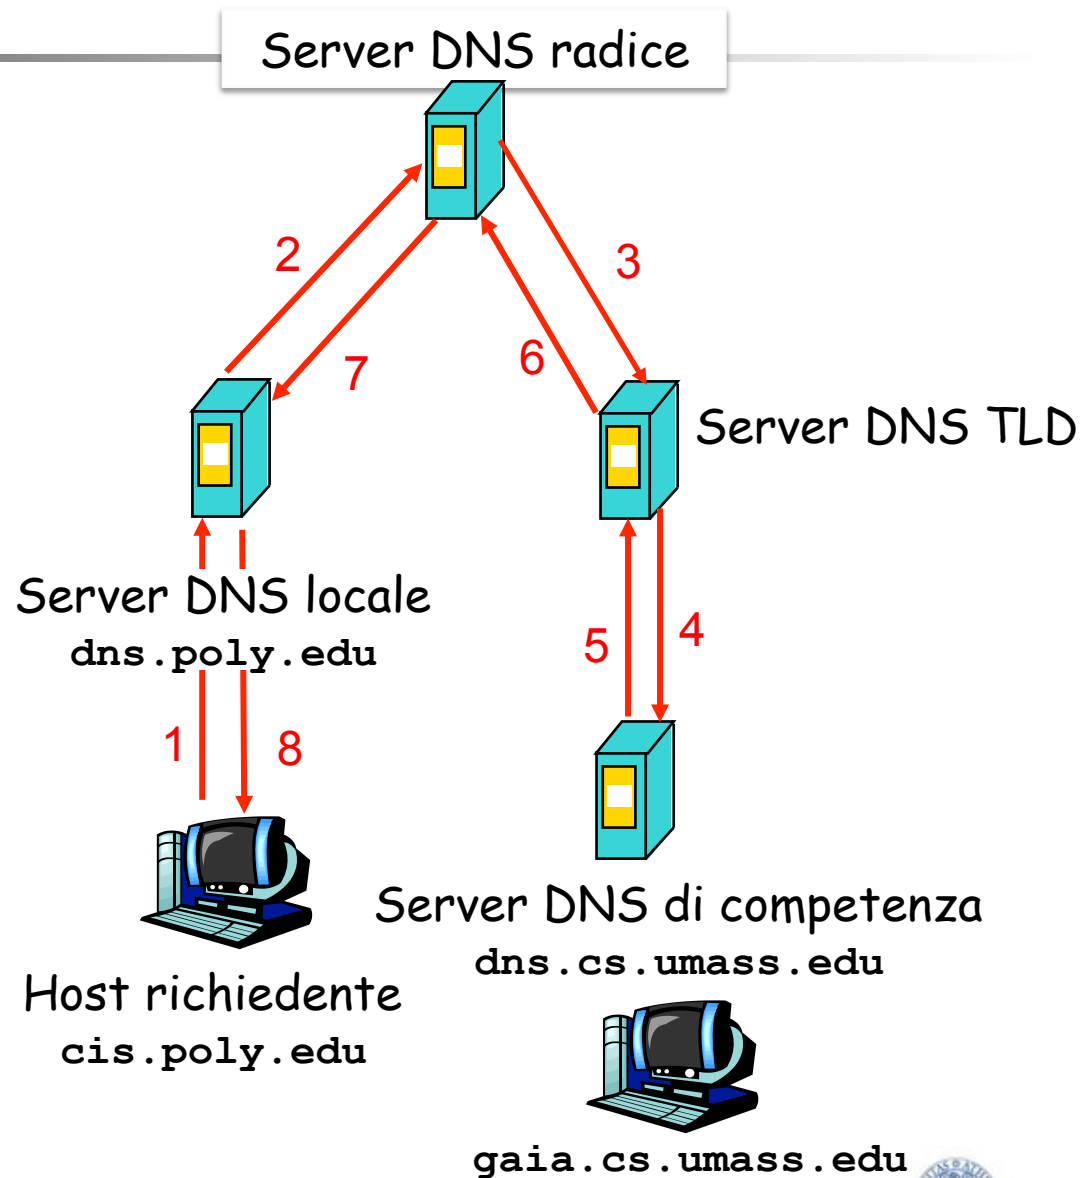 Server DNS radice
2
3
7
6
Server DNS TLD
Server DNS locale
dns.poly.edu
5
4
1
8
Server DNS di competenza
dns.cs.umass.edu
Host richiedente
cis.poly.edu
gaia.cs.umass.edu